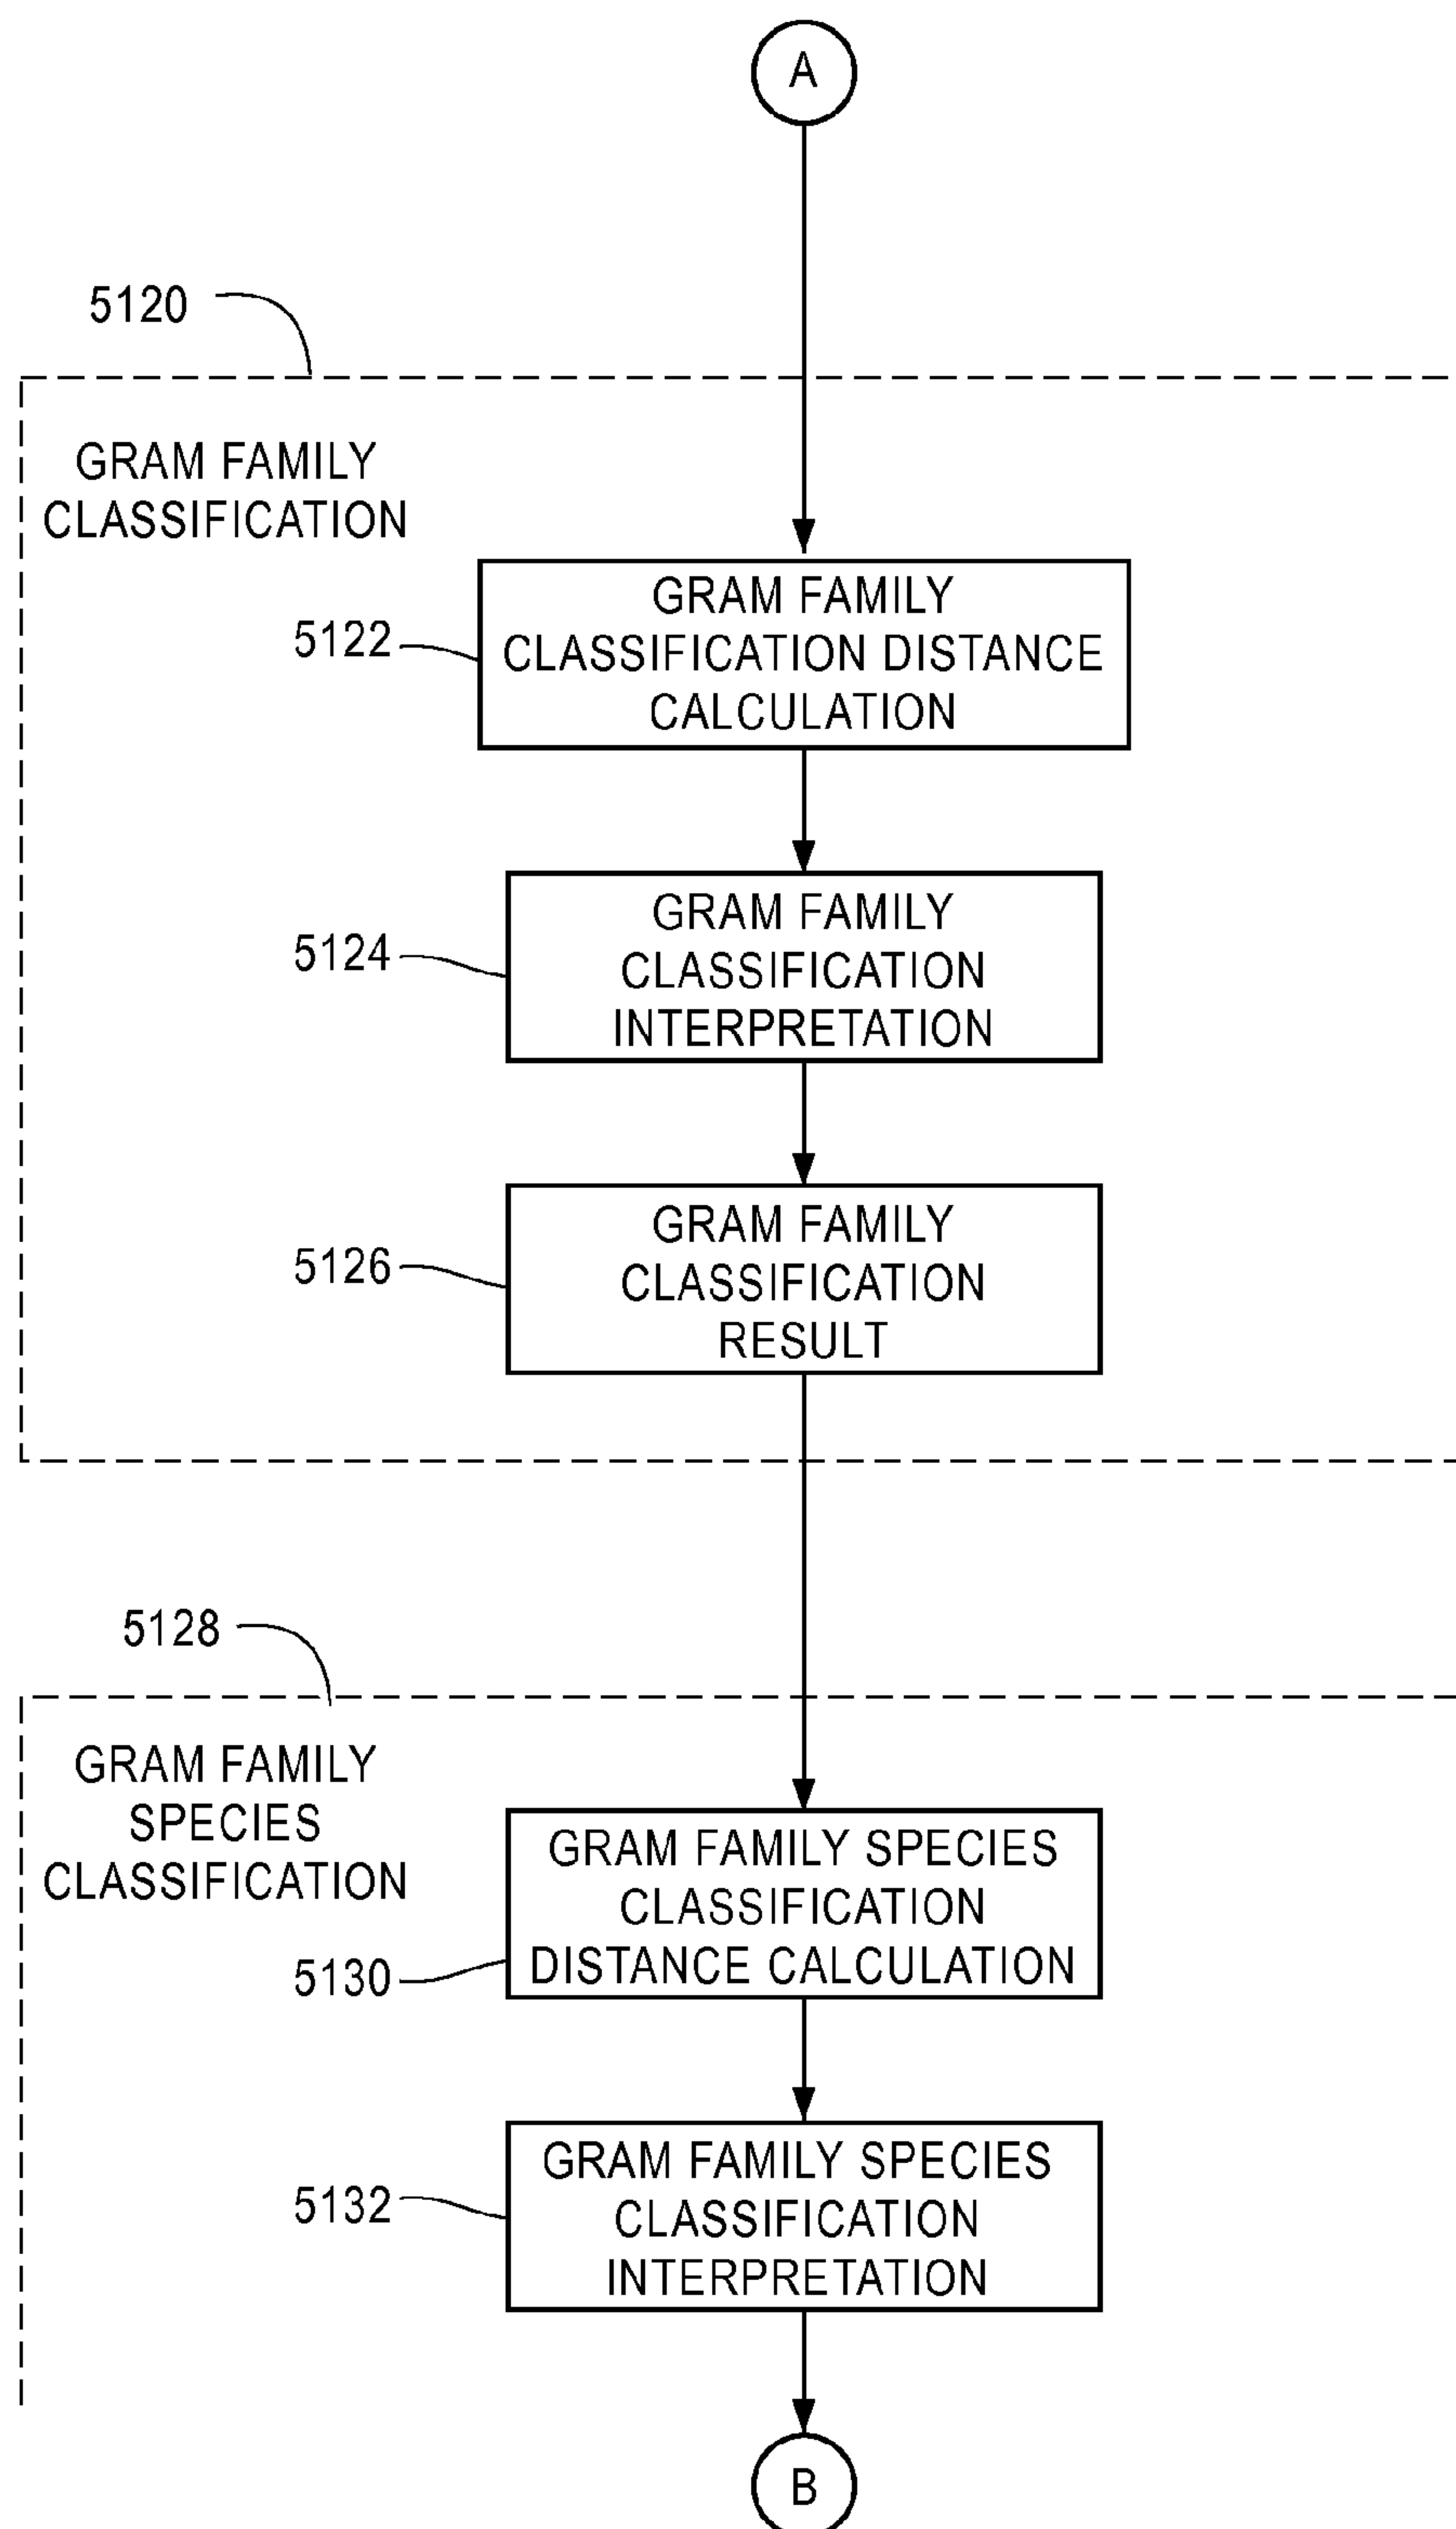 A
5120
GRAM FAMILY
CLASSIFICATION
5122
GRAM FAMILY
CLASSIFICATION DISTANCE
CALCULATION
5124
GRAM FAMILY
CLASSIFICATION
INTERPRETATION
5126
GRAM FAMILY
CLASSIFICATION
RESULT
5128
GRAM FAMILY
SPECIES
CLASSIFICATION
5130
GRAM FAMILY SPECIES
CLASSIFICATION
DISTANCE CALCULATION
5132
GRAM FAMILY SPECIES
CLASSIFICATION
INTERPRETATION
B